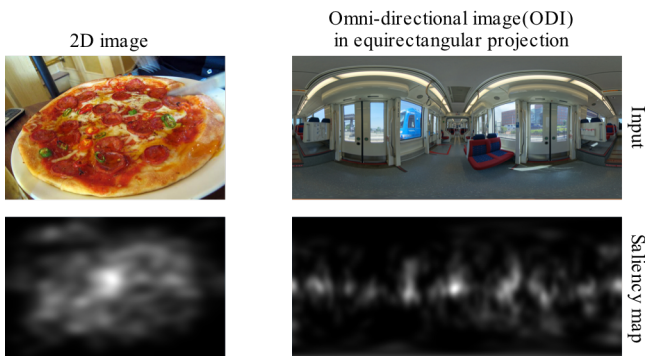 2D image
Omni-directional image(ODI)
in equirectangular projection
Input
Saliency map